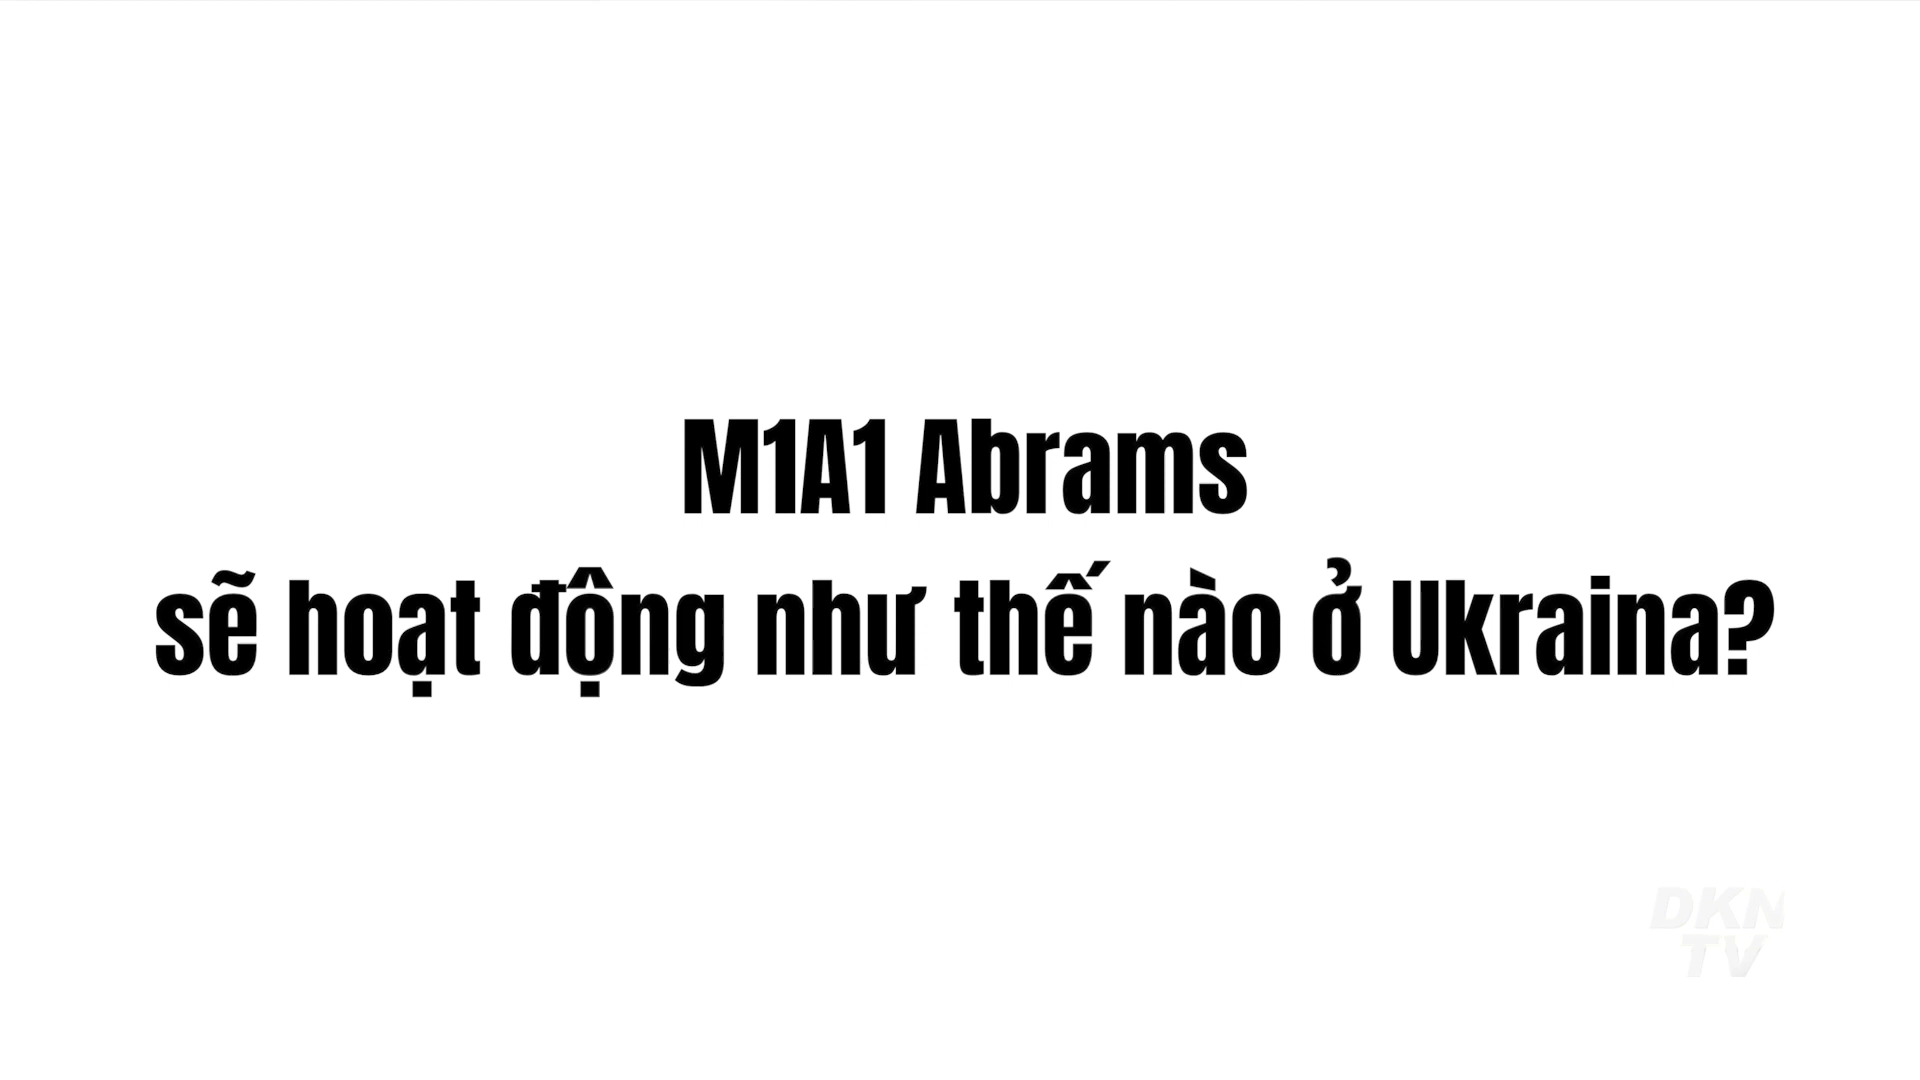 M1A1 Abrams
sẽ hoạt động như thế nào ở Ukraina?
DKN
TV